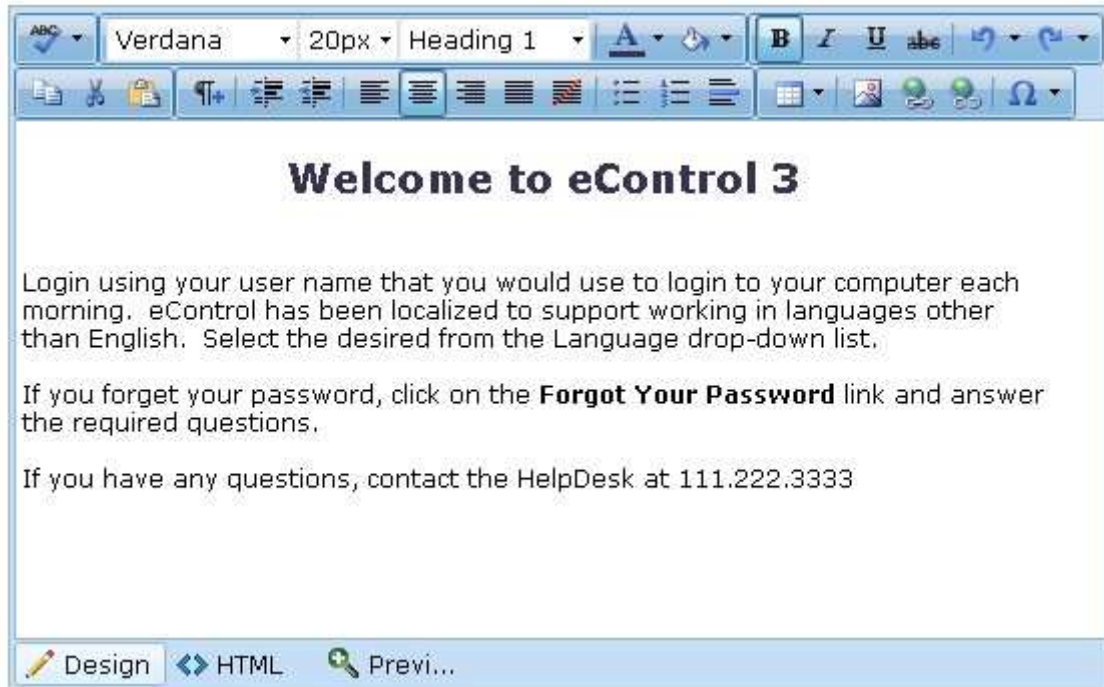 ABC
Verdana 20px Heading 1 A B I U abc
Ω
Welcome to eControl 3
Login using your user name that you would use to login to your computer each
morning.  eControl has been localized to support working in languages other
than English.  Select the desired from the Language drop-down list.
If you forget your password, click on the Forgot Your Password link and answer
the required questions.
If you have any questions, contact the HelpDesk at 111.222.3333
Design HTML Previ...